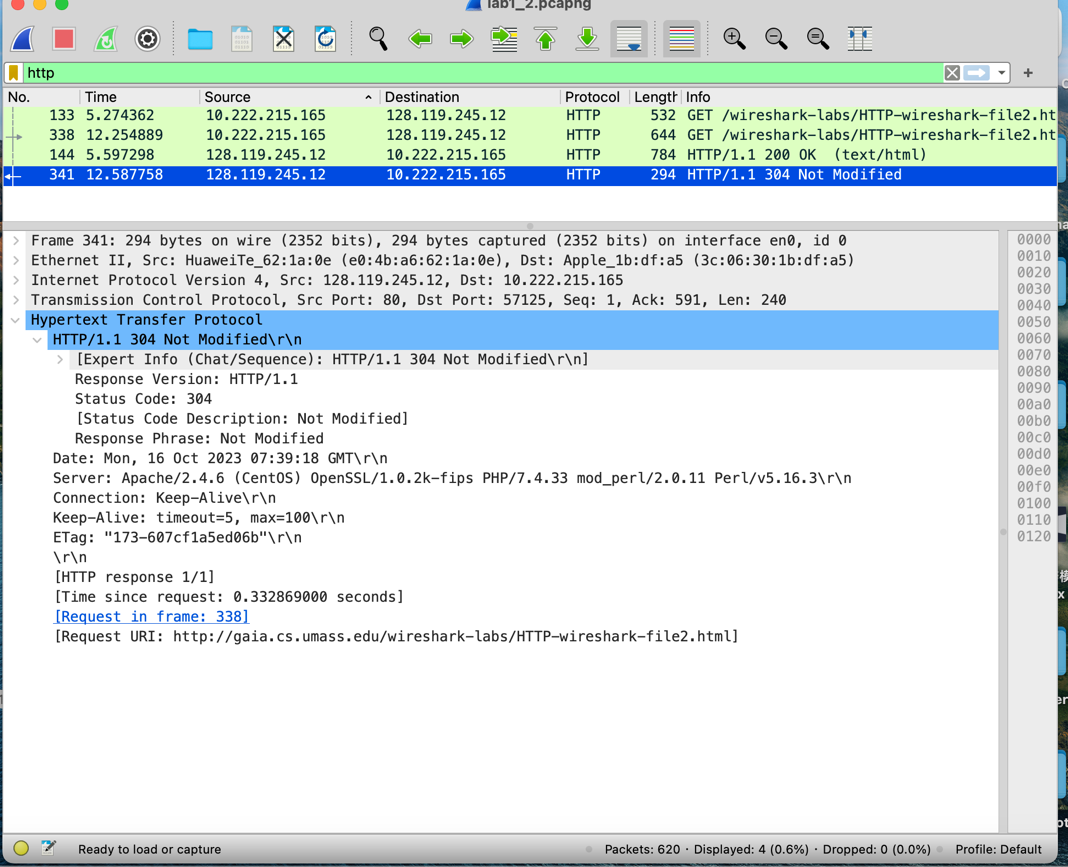 lab1_2.pcapng
http
No. Time Source Destination Protocol Length Info
133 5.274362 10.222.215.165 128.119.245.12 HTTP 532 GET /wireshark-labs/HTTP-wireshark-file2.ht
338 12.254889 10.222.215.165 128.119.245.12 HTTP 644 GET /wireshark-labs/HTTP-wireshark-file2.ht
144 5.597298 128.119.245.12 10.222.215.165 HTTP 784 HTTP/1.1 200 OK (text/html)
341 12.587758 128.119.245.12 10.222.215.165 HTTP 294 HTTP/1.1 304 Not Modified
Frame 341: 294 bytes on wire (2352 bits), 294 bytes captured (2352 bits) on interface en0, id 0
Ethernet II, Src: HuaweiTe_62:1a:0e (e0:4b:a6:62:1a:0e), Dst: Apple_1b:df:a5 (3c:06:30:1b:df:a5)
Internet Protocol Version 4, Src: 128.119.245.12, Dst: 10.222.215.165
Transmission Control Protocol, Src Port: 80, Dst Port: 57125, Seq: 1, Ack: 591, Len: 240
Hypertext Transfer Protocol
HTTP/1.1 304 Not Modified\r\n
[Expert Info (Chat/Sequence): HTTP/1.1 304 Not Modified\r\n]
Response Version: HTTP/1.1
Status Code: 304
[Status Code Description: Not Modified]
Response Phrase: Not Modified
Date: Mon, 16 Oct 2023 07:39:18 GMT\r\n
Server: Apache/2.4.6 (CentOS) OpenSSL/1.0.2k-fips PHP/7.4.33 mod_perl/2.0.11 Perl/v5.16.3\r\n
Connection: Keep-Alive\r\n
Keep-Alive: timeout=5, max=100\r\n
ETag: "173-607cf1a5ed06b"\r\n
\r\n
[HTTP response 1/1]
[Time since request: 0.332869000 seconds]
[Request in frame: 338]
[Request URI: http://gaia.cs.umass.edu/wireshark-labs/HTTP-wireshark-file2.html]
0000
0010
0020
0030
0040
0050
0060
0070
0080
0090
00a0
00b0
00c0
00d0
00e0
00f0
0100
0110
0120
Ready to load or capture
Packets: 620 · Displayed: 4 (0.6%) · Dropped: 0 (0.0%)
Profile: Default